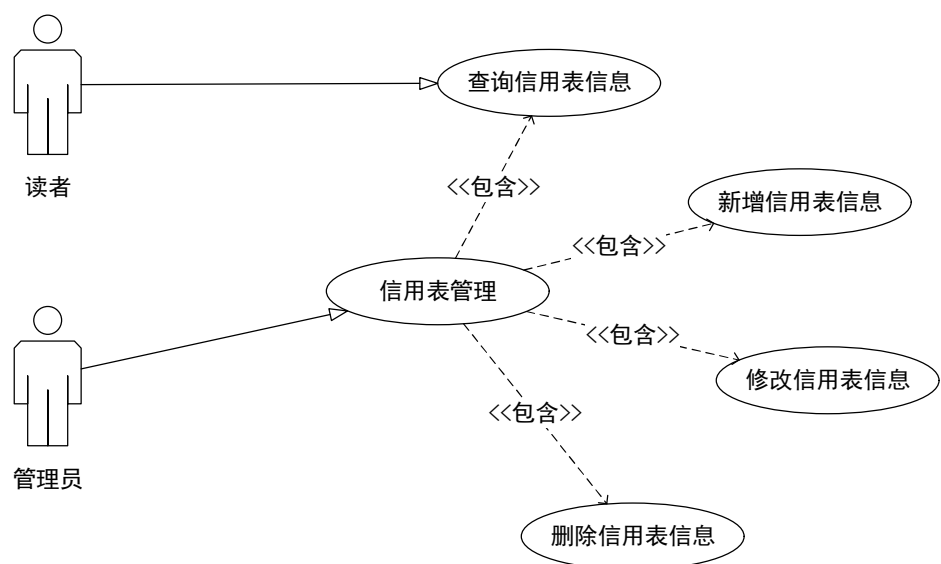 查询信用表信息
读者
<<包含>>
新增信用表信息
<<包含>>
信用表管理
<<包含>>
修改信用表信息
<<包含>>
管理员
删除信用表信息